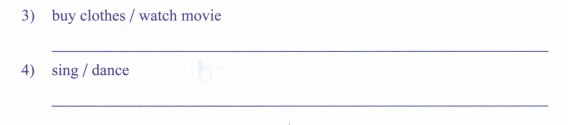 3) buy clothes / watch movie
4) sing / dance